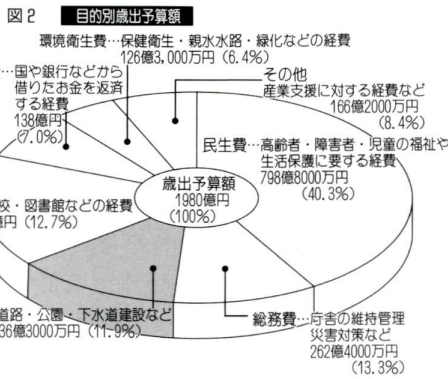 図2 目的別歳出予算額
環境衛生費…保健衛生・親水水路・緑化などの経費
126億3,000万円(6.4%)
…国や銀行などから
借りたお金を返済
する経費
138億円
(7.0%)
その他
産業支援に対する経費など
166億2000万円
(8.4%)
民生費…高齢者・障害者・児童の福祉や
生活保護に要する経費
798億8000万円
(40.3%)
歳出予算額
1980億円
(100%)
校・図書館などの経費
億円(12.7%)
道路・公園・下水道建設など
36億3000万円(11.9%)
総務費…庁舎の維持管理
災害対策など
262億4000万円
(13.3%)